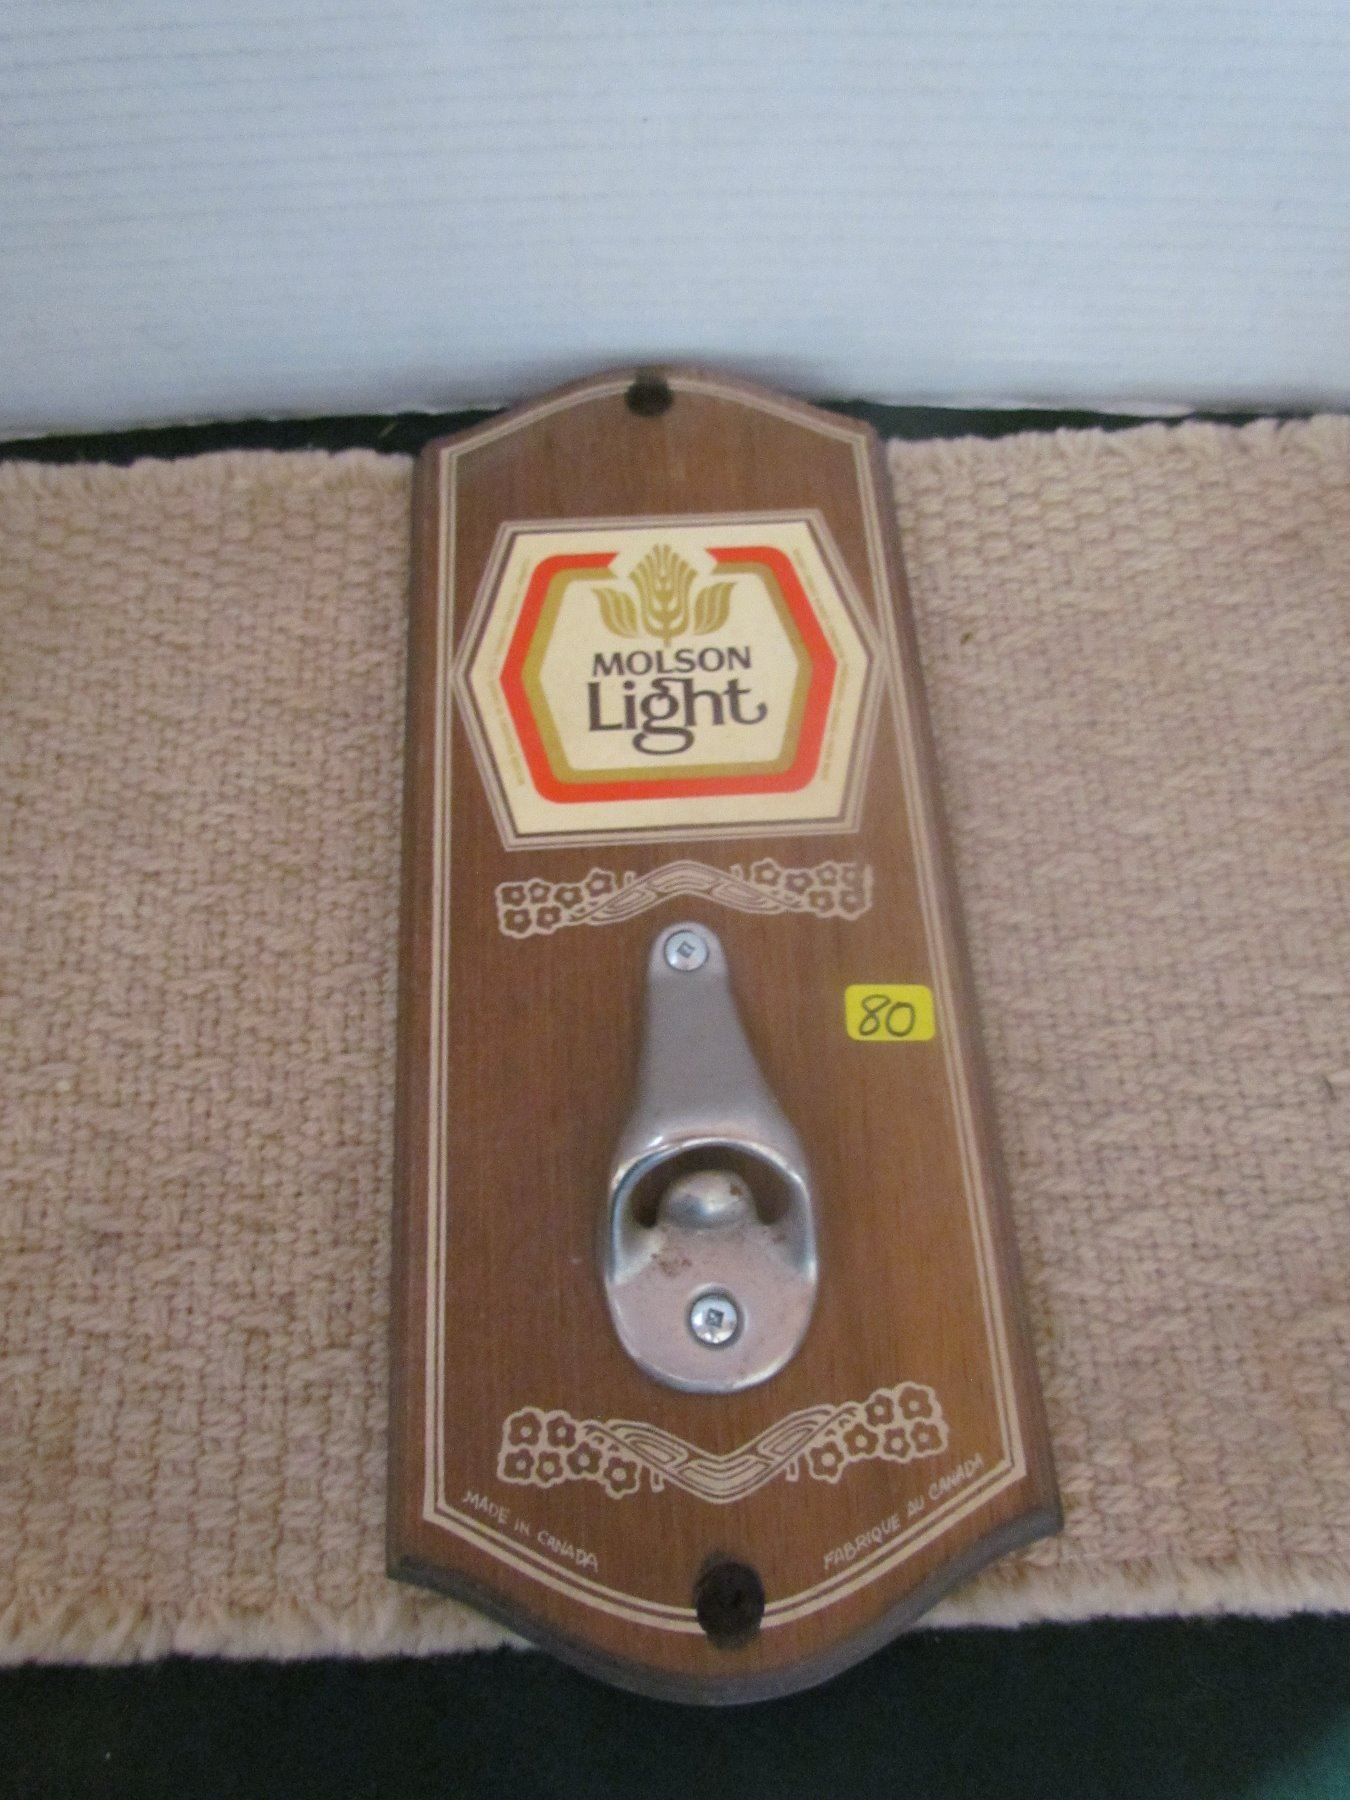 MOLSON
Light
80
MADE IN CANADA
FABRIQUE AU CANADA